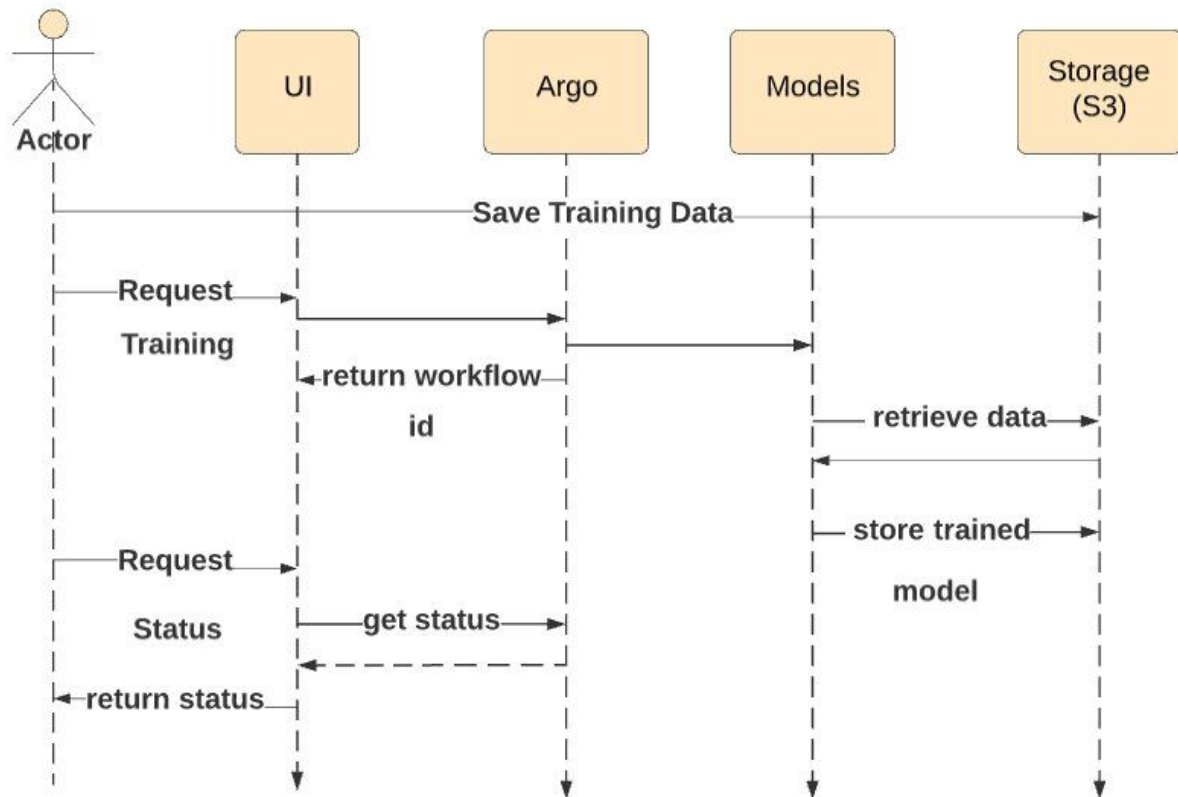 UI
Argo
Models
Storage
(S3)
Actor
Save Training Data
Request
Training
return workflow
id
retrieve data
store trained
model
Request
Status
get status
return status